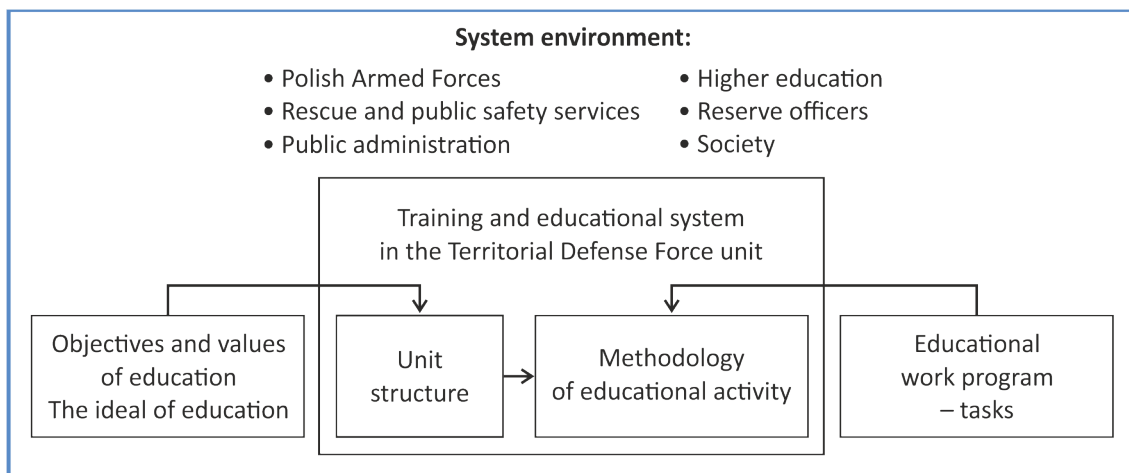 System environment:
• Polish Armed Forces
• Rescue and public safety services
• Public administration
• Higher education
• Reserve officers
• Society
Training and educational system
in the Territorial Defense Force unit
Objectives and values
of education
The ideal of education
Unit
structure
Methodology
of educational activity
Educational
work program
– tasks